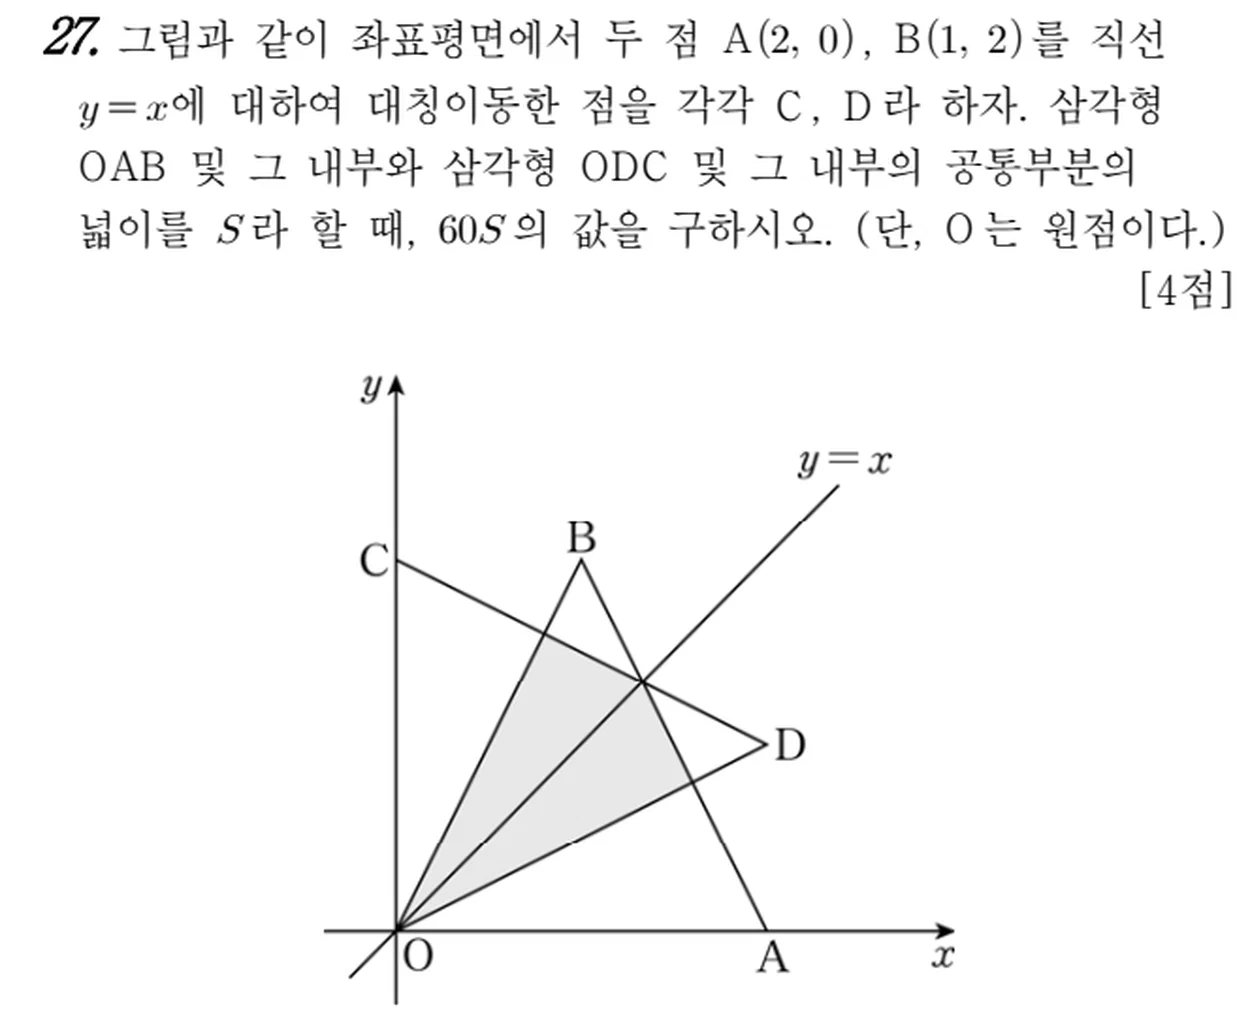 27. 그림과 같이 좌표평면에서 두 점 A(2, 0), B(1, 2)를 직선
y=x에 대하여 대칭이동한 점을 각각 C, D라 하자. 삼각형
OAB 및 그 내부와 삼각형 ODC 및 그 내부의 공통부분의
넓이를 S라 할 때, 60S의 값을 구하시오. (단, O는 원점이다.)
[4점]
y
y=x
B
C
D
O
A
x